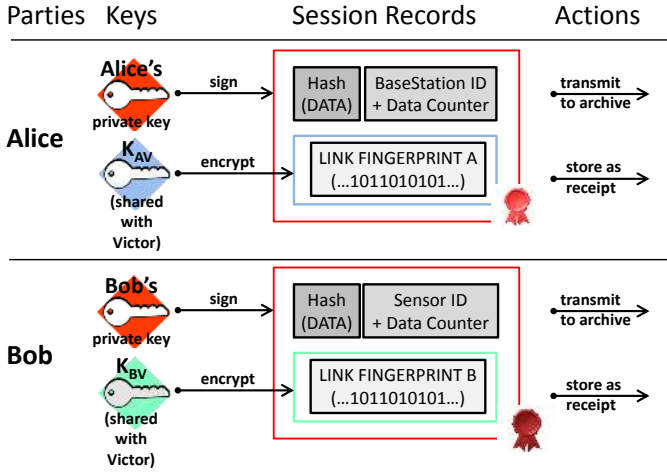 Parties Keys Session Records Actions
Alice's
private key
sign
Hash
(DATA)
BaseStation ID
+ Data Counter
transmit
to archive
Alice
K_AV
(shared
with
Victor)
encrypt
LINK FINGERPRINT A
(...1011010101...)
store as
receipt
Bob's
private key
sign
Hash
(DATA)
Sensor ID
+ Data Counter
transmit
to archive
Bob
K_BV
(shared
with
Victor)
encrypt
LINK FINGERPRINT B
(...1011010101...)
store as
receipt